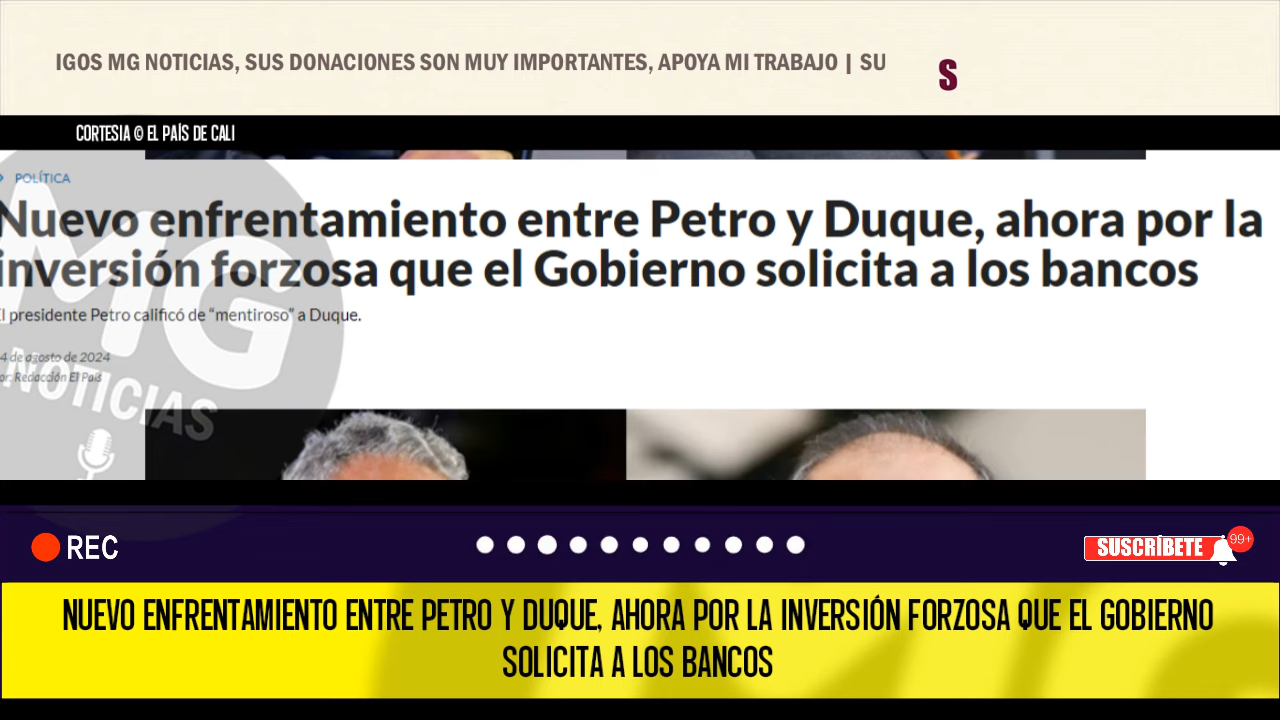 IGOS MG NOTICIAS, SUS DONACIONES SON MUY IMPORTANTES, APOYA MI TRABAJO | SU
S
CORTESIA © EL PAÍS DE CALI
POLÍTICA
Nuevo enfrentamiento entre Petro y Duque, ahora por la
inversión forzosa que el Gobierno solicita a los bancos
El presidente Petro calificó de “mentiroso” a Duque.
4 de agosto de 2024
or: Redacción El País
MG
NOTICIAS
REC
SUSCRÍBETE
99+
NUEVO ENFRENTAMIENTO ENTRE PETRO Y DUQUE, AHORA POR LA INVERSIÓN FORZOSA QUE EL GOBIERNO
SOLICITA A LOS BANCOS